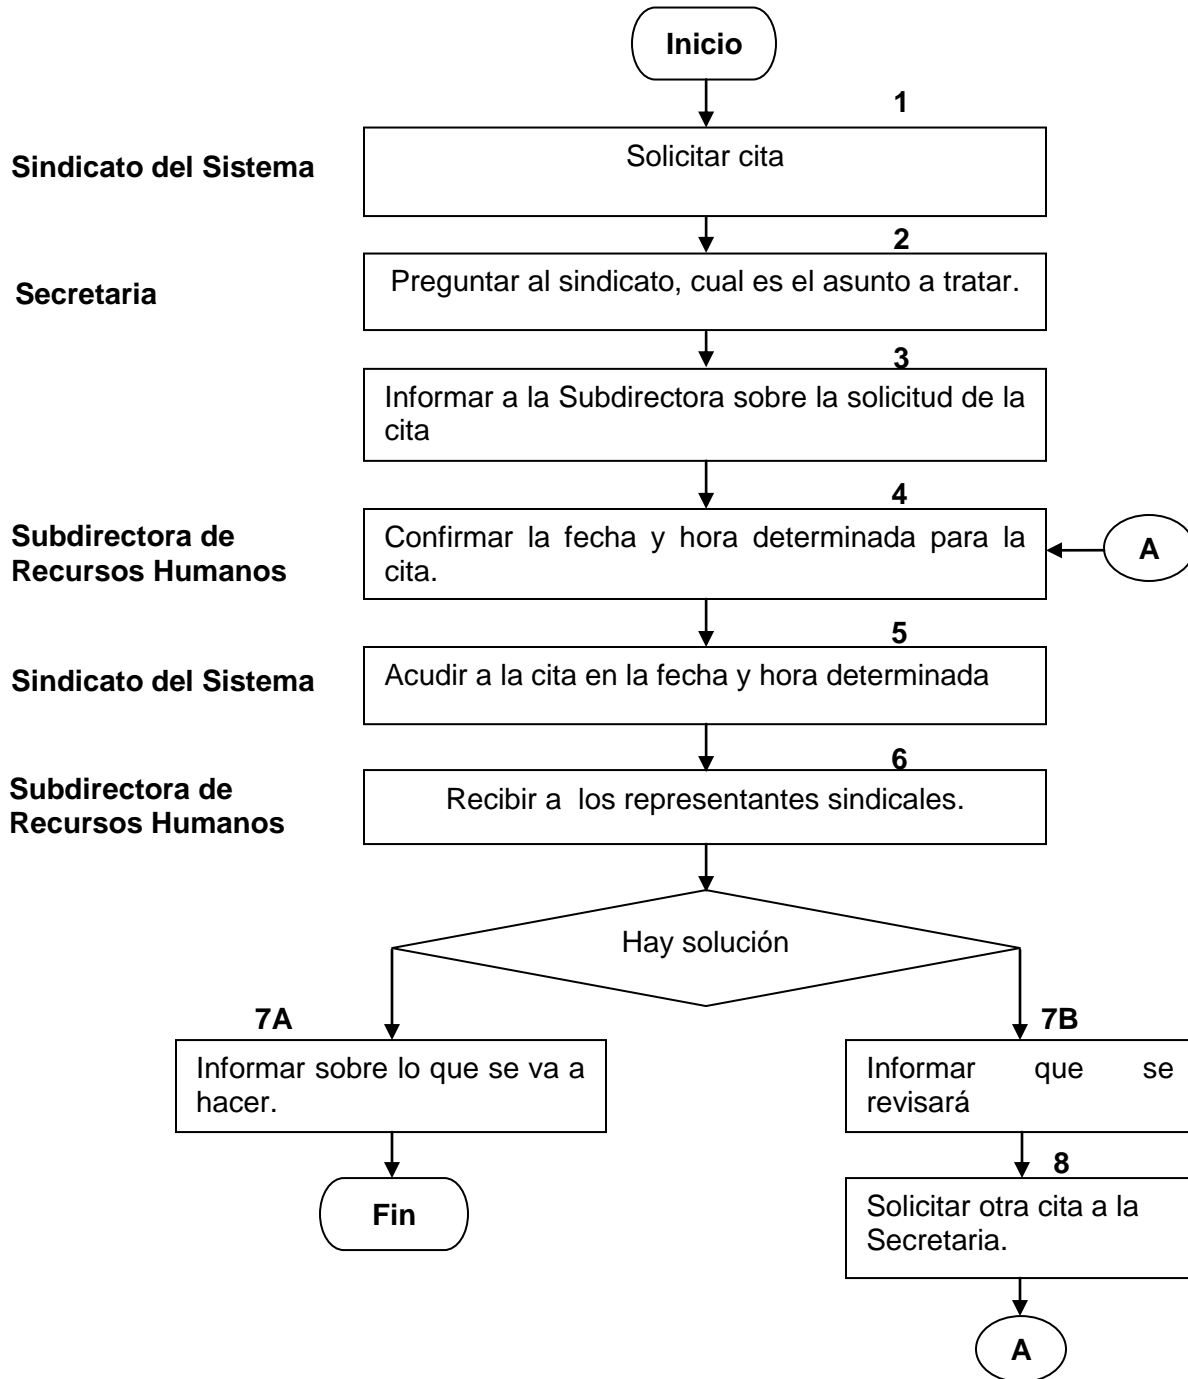 Inicio
1
Sindicato del Sistema
Solicitar cita
2
Secretaria
Preguntar al sindicato, cual es el asunto a tratar.
3
Informar a la Subdirectora sobre la solicitud de la
cita
4
Subdirectora de
Recursos Humanos
Confirmar la fecha y hora determinada para la
cita.
A
5
Sindicato del Sistema
Acudir a la cita en la fecha y hora determinada
6
Subdirectora de
Recursos Humanos
Recibir a los representantes sindicales.
Hay solución
7A
Informar sobre lo que se va a
hacer.
Fin
7B
Informar que se
revisará
8
Solicitar otra cita a la
Secretaria.
A